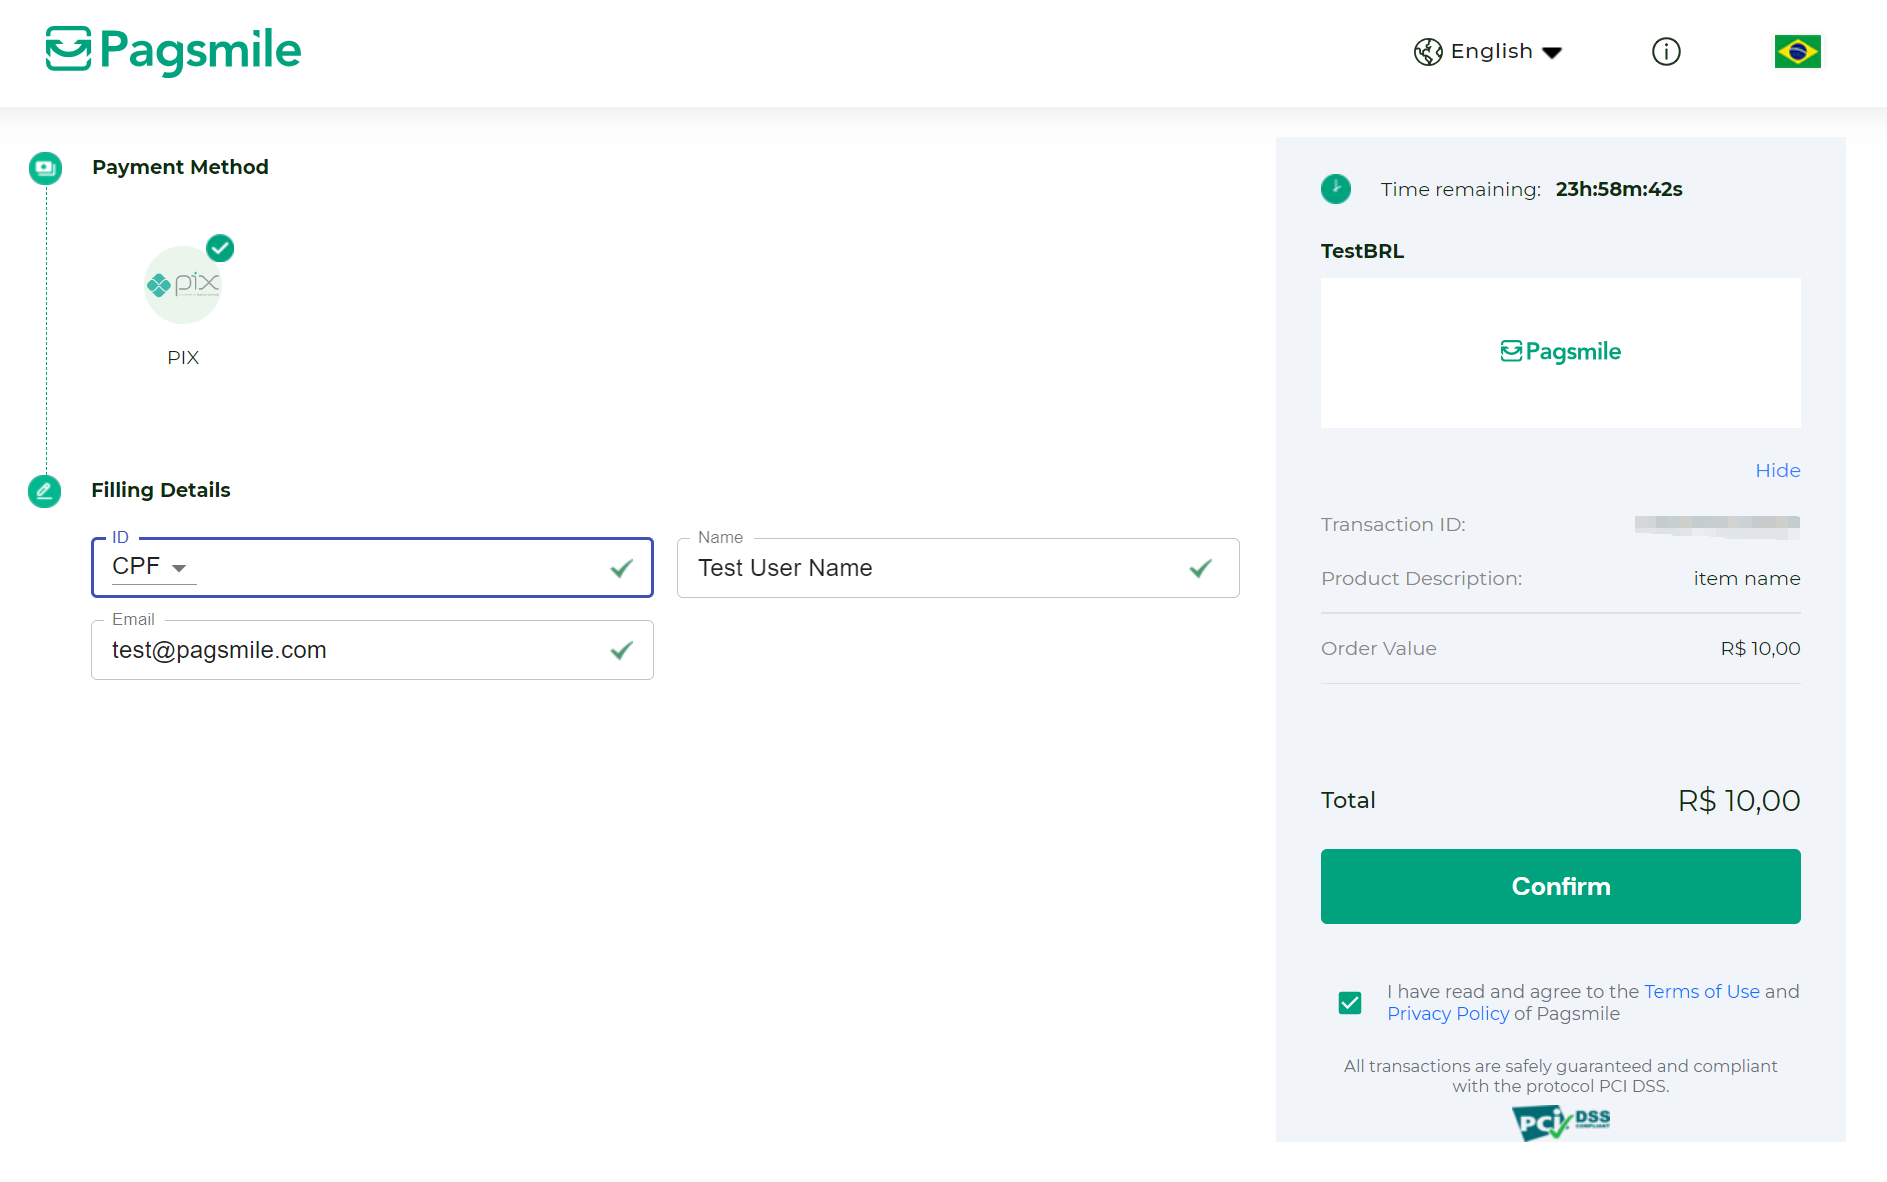 Pagsmile
English
Payment Method
pix
PIX
Filling Details
ID
CPF
Name
Test User Name
Email
test@pagsmile.com
Time remaining: 23h:58m:42s
TestBRL
Pagsmile
Hide
Transaction ID:
Product Description: item name
Order Value R$ 10,00
Total R$ 10,00
Confirm
I have read and agree to the Terms of Use and
Privacy Policy of Pagsmile
All transactions are safely guaranteed and compliant
with the protocol PCI DSS.
PCI DSS
COMPLIANT